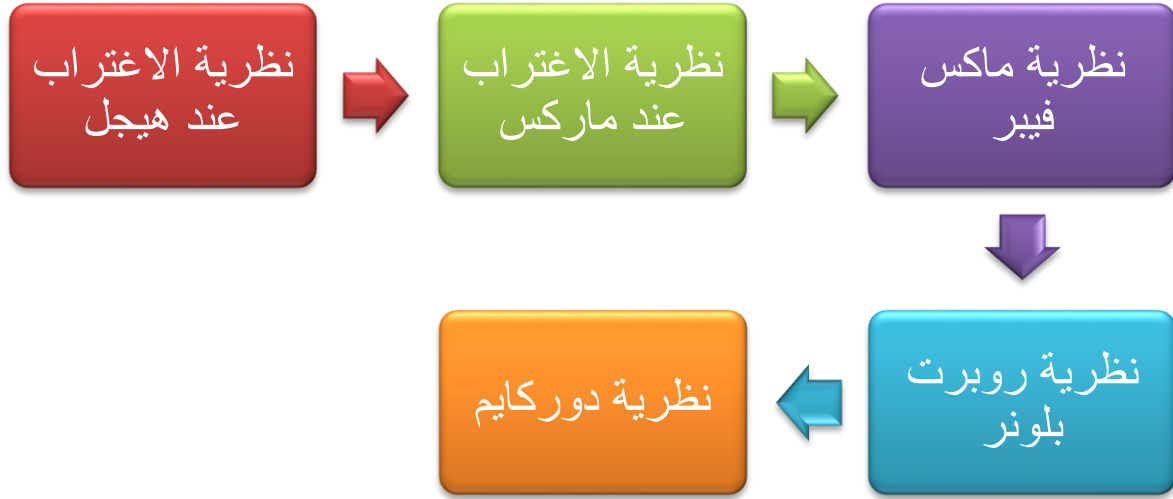 نظرية الاغتراب
عند هيجل
نظرية الاغتراب
عند ماركس
نظرية ماكس
فيبر
نظرية روبرت
بلونر
نظرية دوركايم